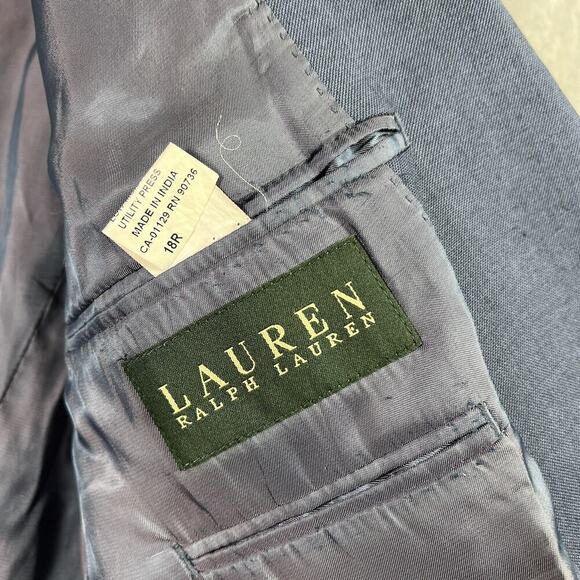 UTILITY PRESS
MADE IN INDIA
CA-01129 RN 90736
18R
LAUREN
RALPH LAUREN